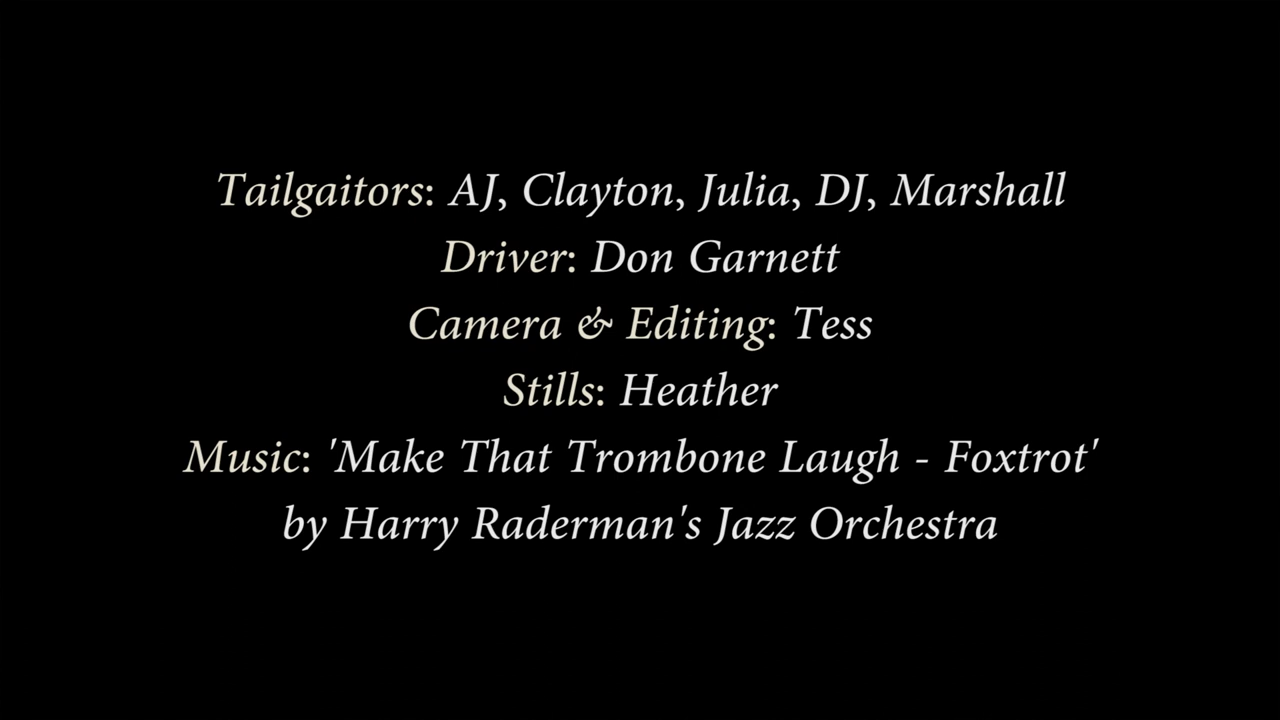 Tailgaitors: AJ, Clayton, Julia, DJ, Marshall
Driver: Don Garnett
Camera & Editing: Tess
Stills: Heather
Music: 'Make That Trombone Laugh - Foxtrot'
by Harry Raderman's Jazz Orchestra